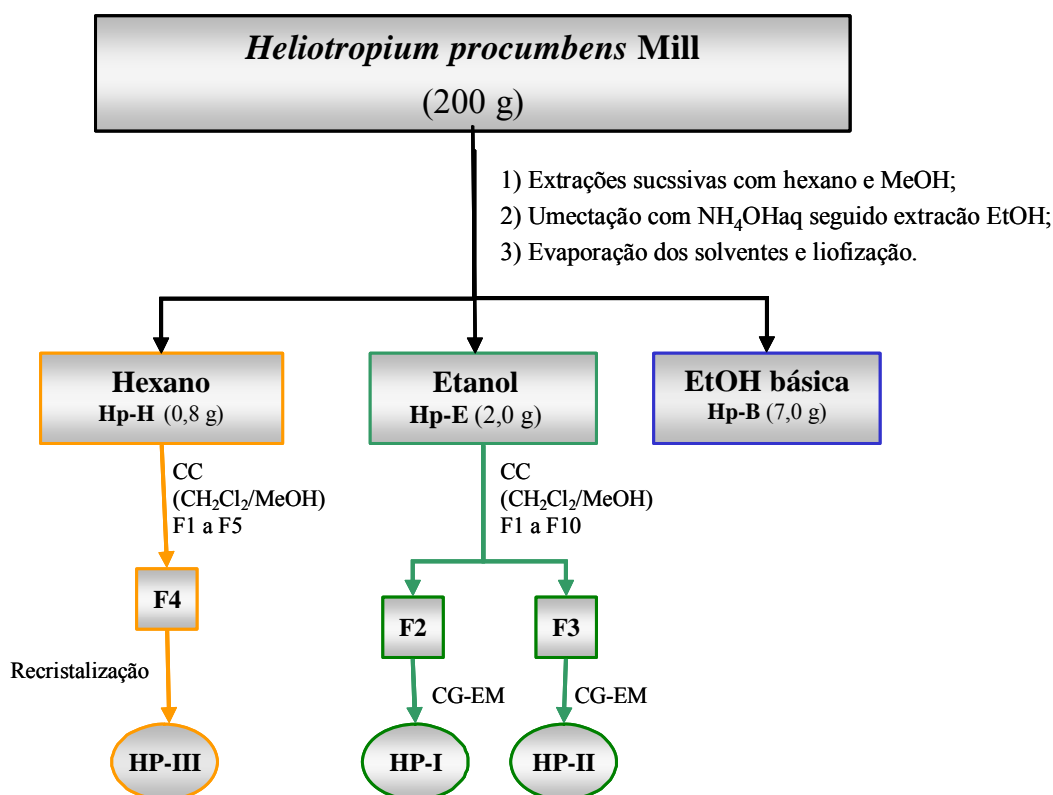 Heliotropium procumbens Mill
(200 g)
1) Extrações sucssivas com hexano e MeOH;
2) Umectação com NH₄OHaq seguido extracão EtOH;
3) Evaporação dos solventes e liofização.
Hexano
Hp-H (0,8 g)
Etanol
Hp-E (2,0 g)
EtOH básica
Hp-B (7,0 g)
CC
(CH₂Cl₂/MeOH)
F1 a F5
CC
(CH₂Cl₂/MeOH)
F1 a F10
F4
F2
F3
Recristalização
CG-EM
CG-EM
HP-III
HP-I
HP-II